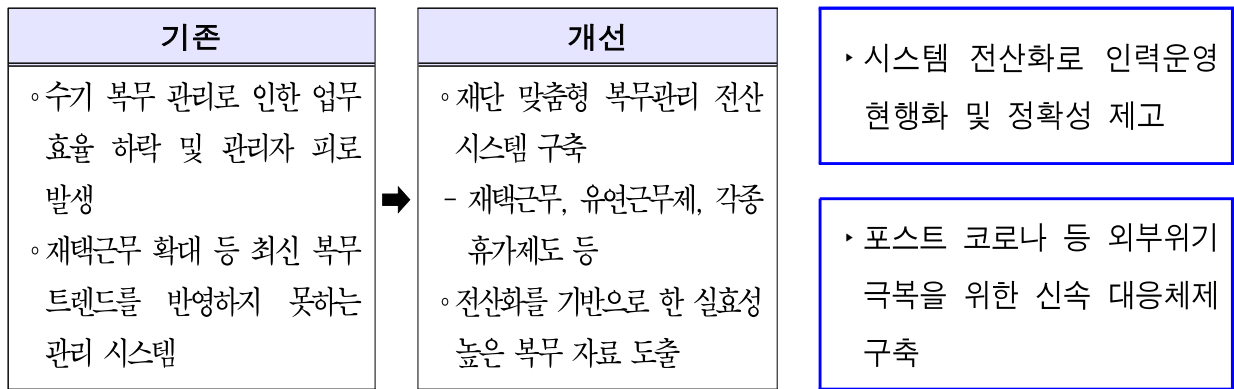 기존
◦수기 복무 관리로 인한 업무
효율 하락 및 관리자 피로
발생
◦재택근무 확대 등 최신 복무
트렌드를 반영하지 못하는
관리 시스템
➡
개선
◦재단 맞춤형 복무관리 전산
시스템 구축
- 재택근무, 유연근무제, 각종
휴가제도 등
◦전산화를 기반으로 한 실효성
높은 복무 자료 도출
‣시스템 전산화로 인력운영
현행화 및 정확성 제고
‣포스트 코로나 등 외부위기
극복을 위한 신속 대응체제
구축